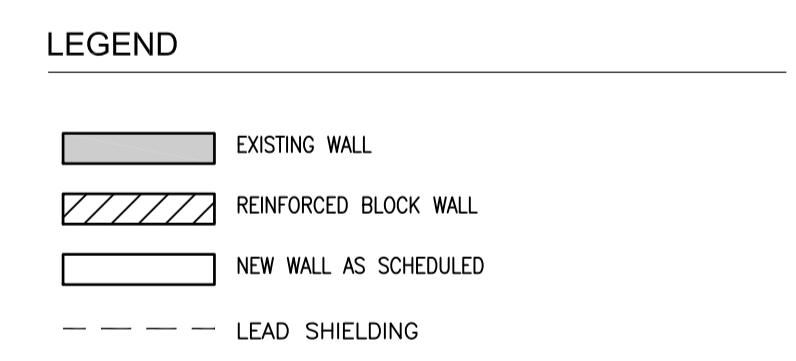 LEGEND
EXISTING WALL
REINFORCED BLOCK WALL
NEW WALL AS SCHEDULED
LEAD SHIELDING